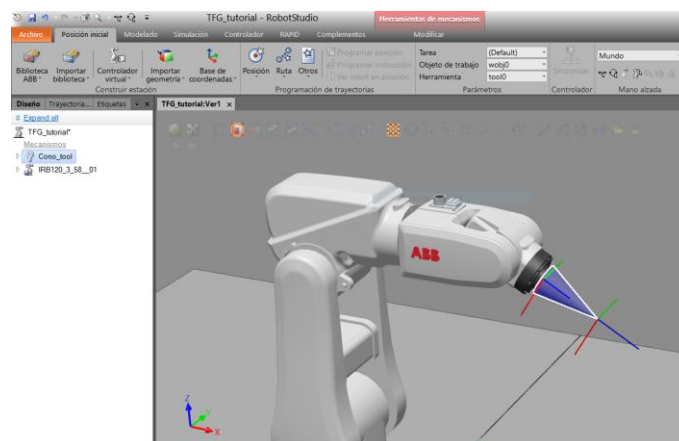 TFG_tutorial - RobotStudio
Herramientas de mecanismos
Archivo Posición inicial Modelado Simulación Controlador RAPID Complementos Modificar
Biblioteca ABB
Importar biblioteca
Controlador virtual
Importar geometría
Base de coordenadas
Construir estación
Posición Ruta Otros
Programar posición
Programar instrucción
Ver robot en posición
Programación de trayectorias
Tarea (Default)
Objeto de trabajo wobj0
Herramienta tool0
Parámetros
Sincronizar
Controlador
Mundo
Mano alzada
Diseño Trayectoria... Etiquetas
TFG_tutorial:Ver1
Expand all
TFG_tutorial*
Mecanismos
Cono_tool
IRB120_3_58__01
ABB
Z
Y
X